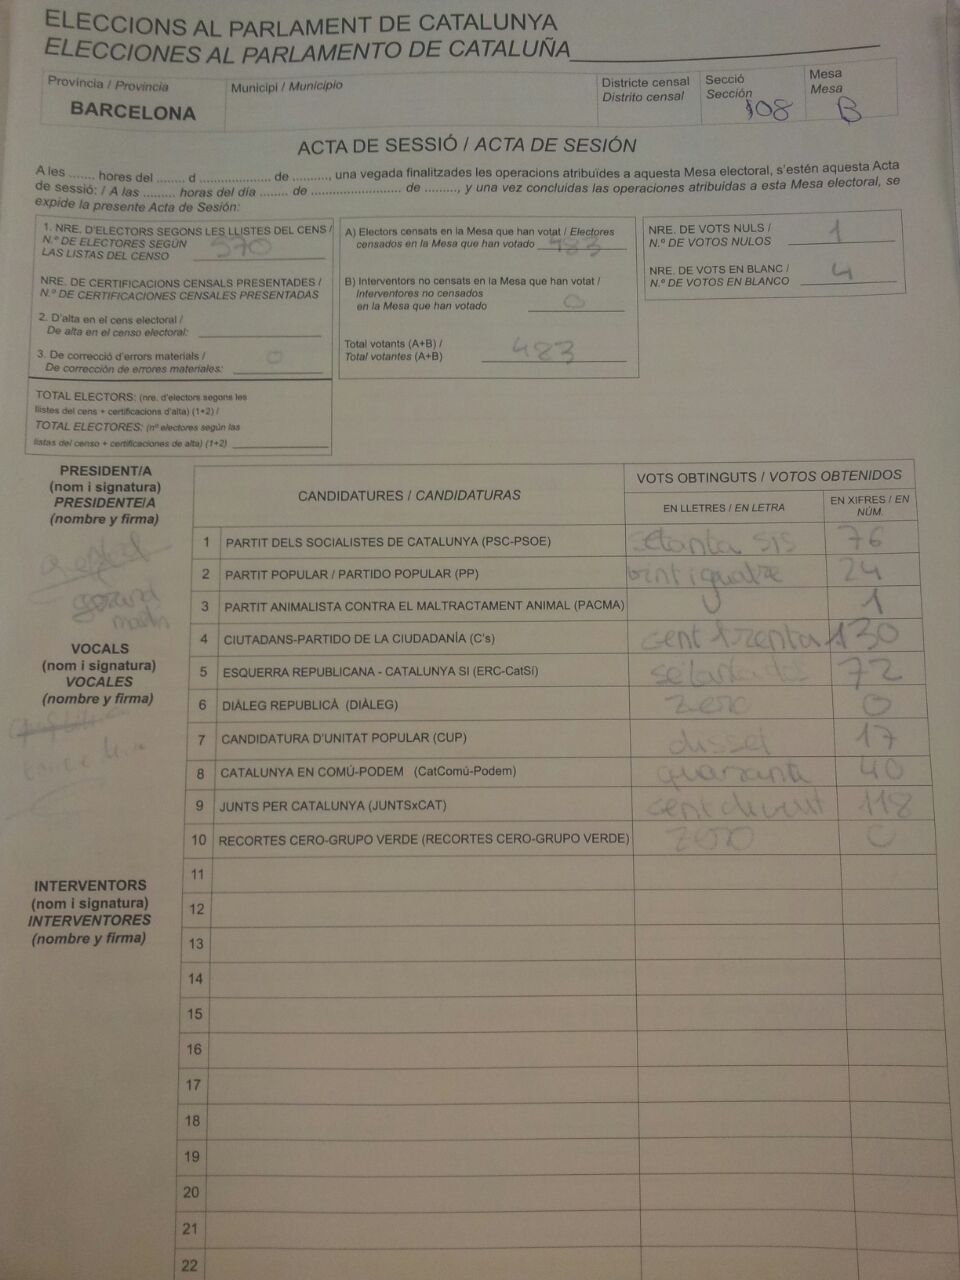 ELECCIONS AL PARLAMENT DE CATALUNYA
ELECCIONES AL PARLAMENTO DE CATALUÑA
Província / Provincia
BARCELONA
Municipi / Municipio
Districte censal
Distrito censal
Secció
Sección
108
Mesa
Mesa
B
ACTA DE SESSIÓ / ACTA DE SESIÓN
A les ....... hores del ........ d .................... de .........., una vegada finalitzades les operacions atribuïdes a aquesta Mesa electoral, s'estén aquesta Acta
de sessió: / A las ......... horas del día ........ de ........................ de .........., y una vez concluidas las operaciones atribuidas a esta Mesa electoral, se
expide la presente Acta de Sesión:
1. NRE. D'ELECTORS SEGONS LES LLISTES DEL CENS /
N.º DE ELECTORES SEGÚN
LAS LISTAS DEL CENSO 570
NRE. DE CERTIFICACIONS CENSALS PRESENTADES /
N.º DE CERTIFICACIONES CENSALES PRESENTADAS
2. D'alta en el cens electoral /
De alta en el censo electoral:
3. De correcció d'errors materials /
De corrección de errores materiales: 0
TOTAL ELECTORS: (nre. d'electors segons les
llistes del cens + certificacions d'alta) (1+2) /
TOTAL ELECTORES: (nº electores según las
listas del censo + certificaciones de alta) (1+2)
A) Electors censats en la Mesa que han votat / Electores
censados en la Mesa que han votado 483
B) Interventors no censats en la Mesa que han votat /
Interventores no censados
en la Mesa que han votado 0
Total votants (A+B) /
Total votantes (A+B) 483
NRE. DE VOTS NULS /
N.º DE VOTOS NULOS 1
NRE. DE VOTS EN BLANC /
N.º DE VOTOS EN BLANCO 4
PRESIDENT/A
(nom i signatura)
PRESIDENTE/A
(nombre y firma)
VOCALS
(nom i signatura)
VOCALES
(nombre y firma)
INTERVENTORS
(nom i signatura)
INTERVENTORES
(nombre y firma)
CANDIDATURES / CANDIDATURAS
VOTS OBTINGUTS / VOTOS OBTENIDOS
EN LLETRES / EN LETRA
EN XIFRES / EN
NÚM.
1 PARTIT DELS SOCIALISTES DE CATALUNYA (PSC-PSOE) setanta sis 76
2 PARTIT POPULAR / PARTIDO POPULAR (PP) vint i quatre 24
3 PARTIT ANIMALISTA CONTRA EL MALTRACTAMENT ANIMAL (PACMA) 1
4 CIUTADANS-PARTIDO DE LA CIUDADANÍA (C's) cent trenta 130
5 ESQUERRA REPUBLICANA - CATALUNYA SI (ERC-CatSí) setanta dos 72
6 DIÀLEG REPUBLICÀ (DIÀLEG) zero 0
7 CANDIDATURA D'UNITAT POPULAR (CUP) disset 17
8 CATALUNYA EN COMÚ-PODEM (CatComú-Podem) quaranta 40
9 JUNTS PER CATALUNYA (JUNTSxCAT) cent divuit 118
10 RECORTES CERO-GRUPO VERDE (RECORTES CERO-GRUPO VERDE) zero 0
11
12
13
14
15
16
17
18
19
20
21
22